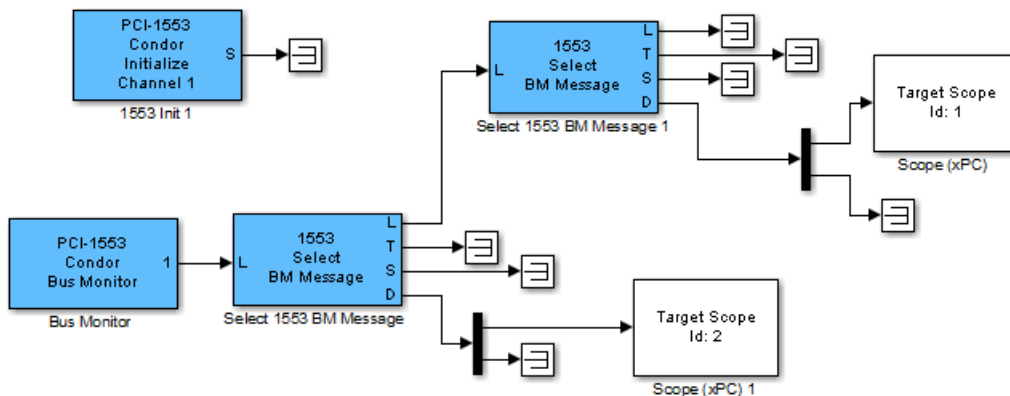 PCI-1553
Condor
Initialize
Channel 1
S
1553 Init 1
L
1553
Select
BM Message
L
T
S
D
Select 1553 BM Message 1
Target Scope
Id: 1
Scope (xPC)
PCI-1553
Condor
Bus Monitor
1
Bus Monitor
L
1553
Select
BM Message
L
T
S
D
Select 1553 BM Message
Target Scope
Id: 2
Scope (xPC) 1